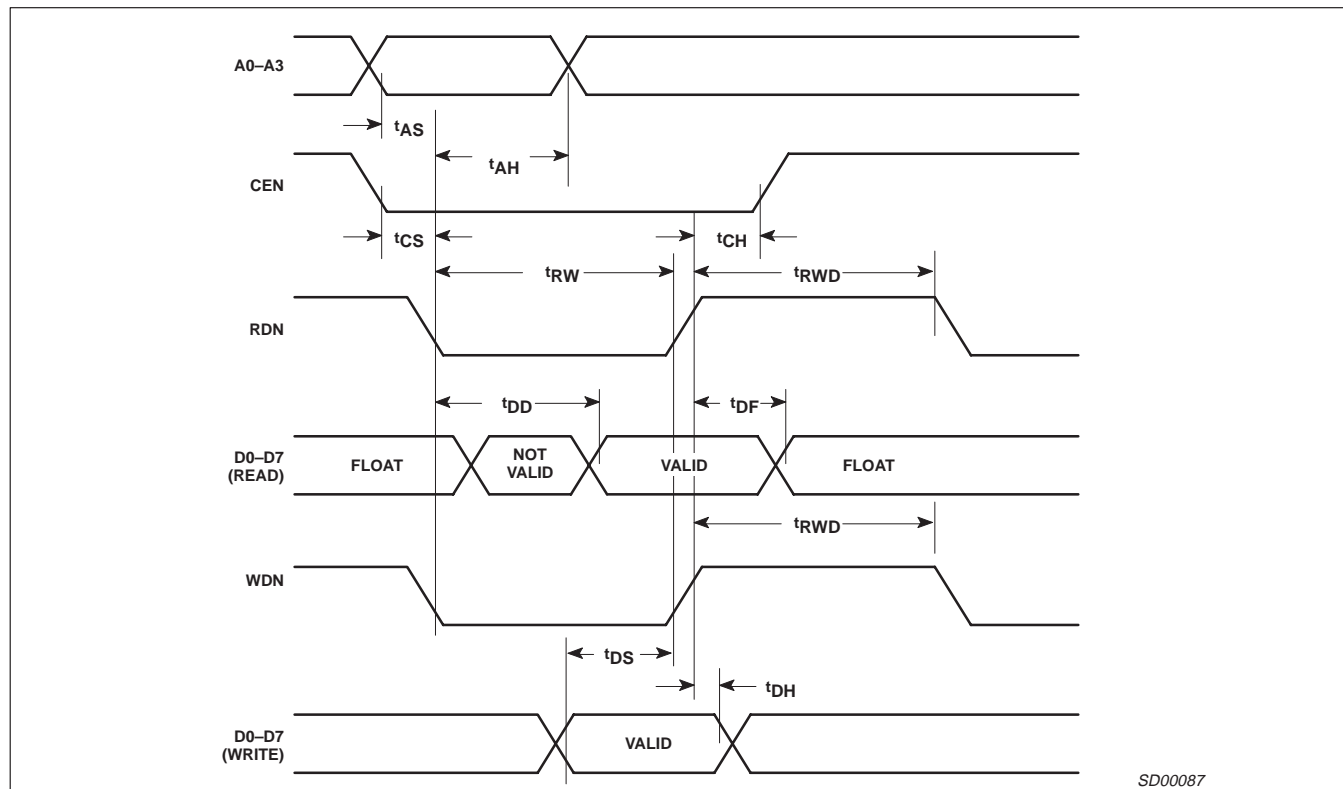 A0–A3
tAS
tAH
CEN
tCS
tCH
tRW
tRWD
RDN
tDD
tDF
D0–D7
(READ)
FLOAT
NOT
VALID
VALID
FLOAT
tRWD
WDN
tDS
tDH
D0–D7
(WRITE)
VALID
SD00087